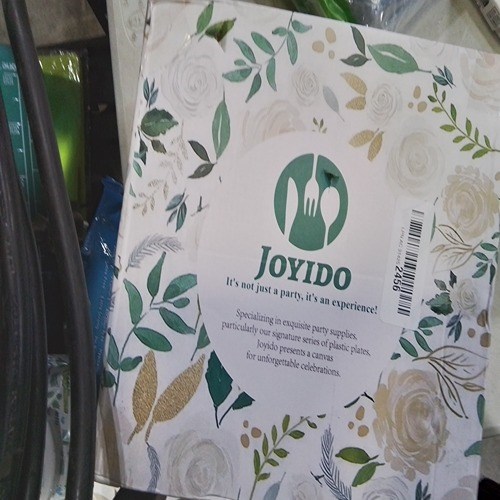 JOYIDO
It's not just a party, it's an experience!
Specializing in exquisite party supplies,
particularly our signature series of plastic plates,
Joyido presents a canvas
for unforgettable celebrations.
2456